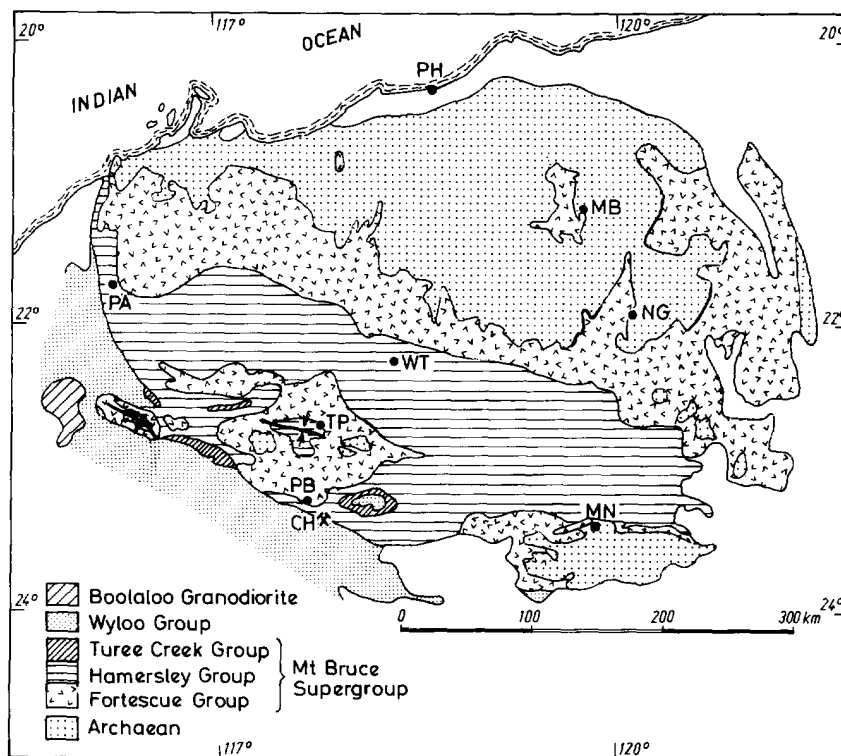 20°
117°
120°
20°
INDIAN OCEAN
PH
MB
PA
NG
22°
22°
WT
TP
PB
CH
MN
24°
24°
Boolaloo Granodiorite
Wyloo Group
Turee Creek Group
Hamersley Group
Fortescue Group
Mt Bruce
Supergroup
Archaean
0 100 200 300 km
117°
120°